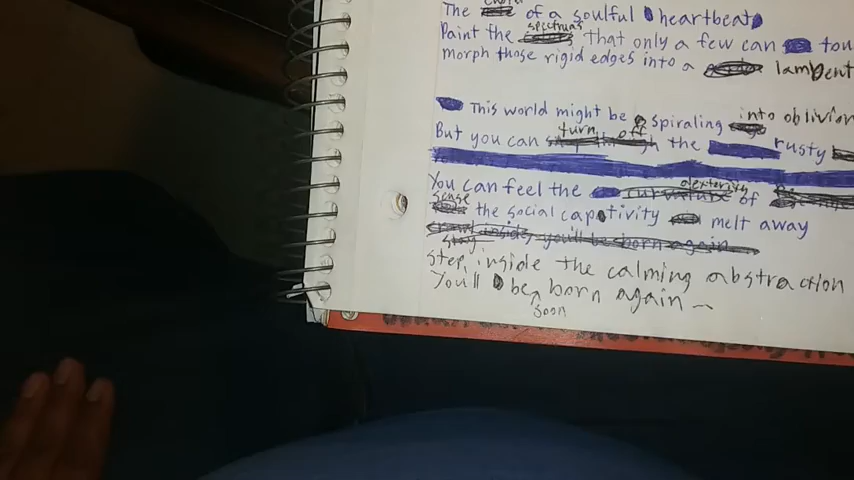 The of a soulful heartbeat
Paint the spectrum that only a few can tou
morph those rigid edges into a lambent
This world might be spiraling into oblivion
But you can turn off the rusty
You can feel the dexterity of
sense the social captivity melt away
step inside the calming abstraction
You'll be soon born again